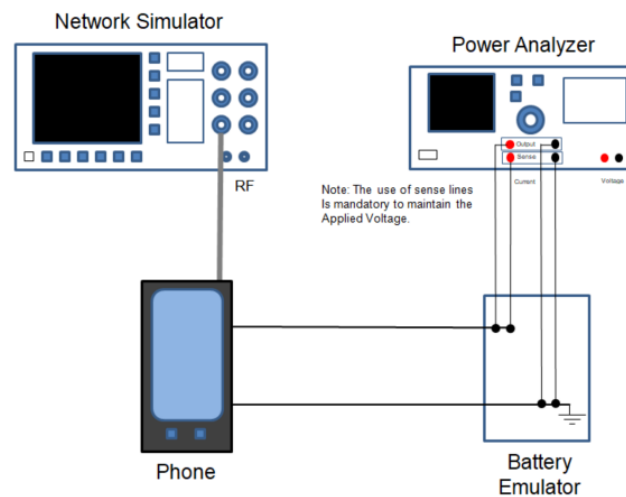 Network Simulator
Power Analyzer
Output
Sense
RF
Note: The use of sense lines
Is mandatory to maintain the
Applied Voltage.
Current
Voltage
Phone
Battery
Emulator